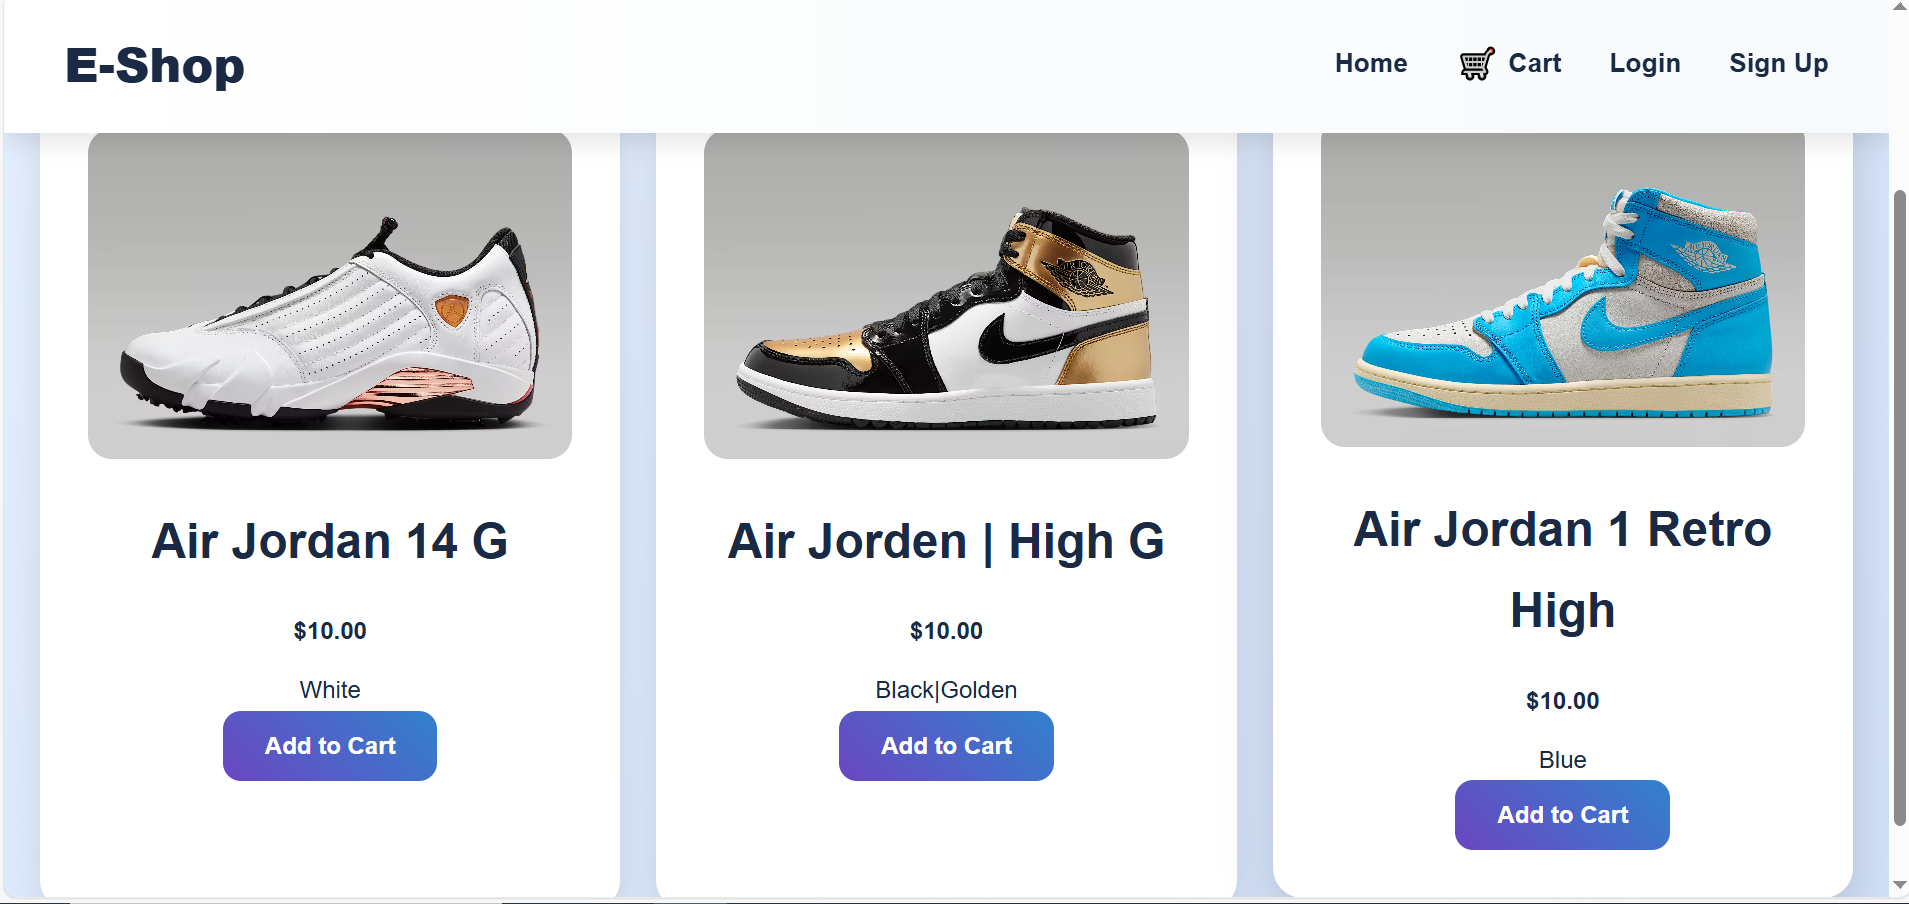 E-Shop
Home
Cart
Login
Sign Up
Air Jordan 14 G
$10.00
White
Add to Cart
Air Jorden | High G
$10.00
Black|Golden
Add to Cart
Air Jordan 1 Retro
High
$10.00
Blue
Add to Cart